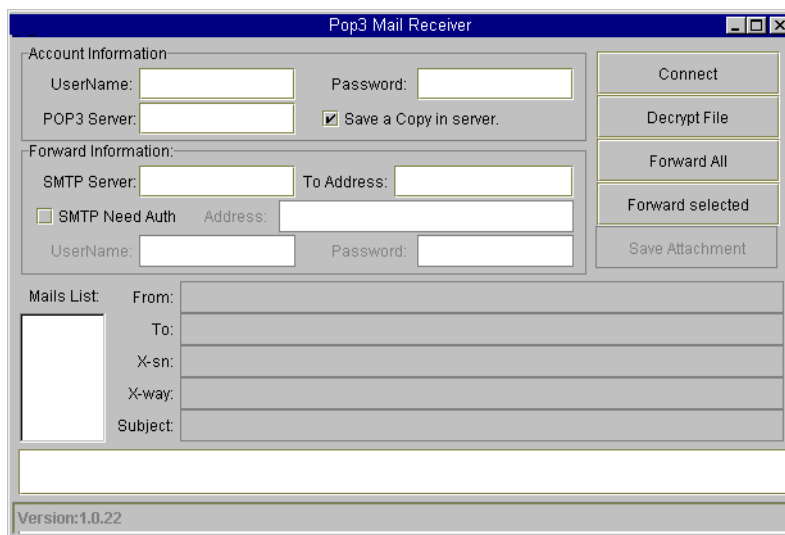 Pop3 Mail Receiver
Account Information
UserName: Password:
POP3 Server: Save a Copy in server.
Connect
Decrypt File
Forward All
Forward selected
Save Attachment
Forward Information:
SMTP Server: To Address:
SMTP Need Auth Address:
UserName: Password:
Mails List: From:
To:
X-sn:
X-way:
Subject:
Version:1.0.22